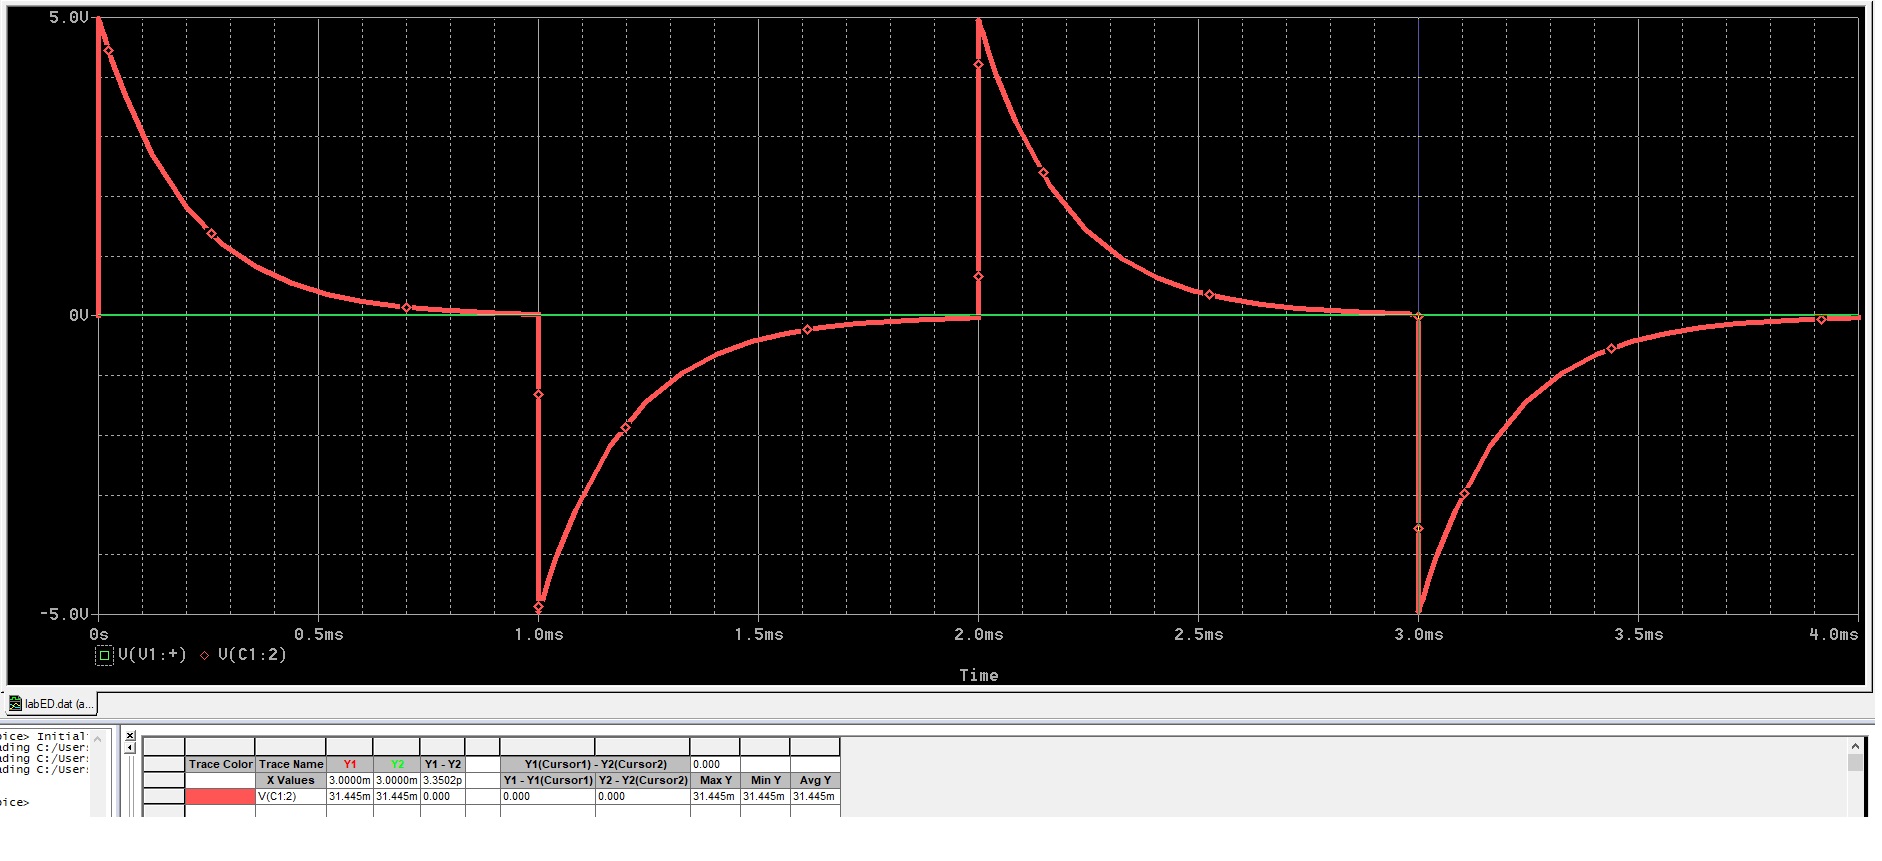 5.0V
0V
-5.0V
0s 0.5ms 1.0ms 1.5ms 2.0ms 2.5ms 3.0ms 3.5ms 4.0ms
V(V1:+) V(C1:2)
Time
labED.dat (a...
pice> Initial
ading C:/Users
ading C:/Users
ading C:/Users
pice>
Trace Color Trace Name Y1 Y2 Y1 - Y2 Y1(Cursor1) - Y2(Cursor2) 0.000
X Values 3.0000m 3.0000m 3.3502p Y1 - Y1(Cursor1) Y2 - Y2(Cursor2) Max Y Min Y Avg Y
V(C1:2) 31.445m 31.445m 0.000 0.000 0.000 31.445m 31.445m 31.445m